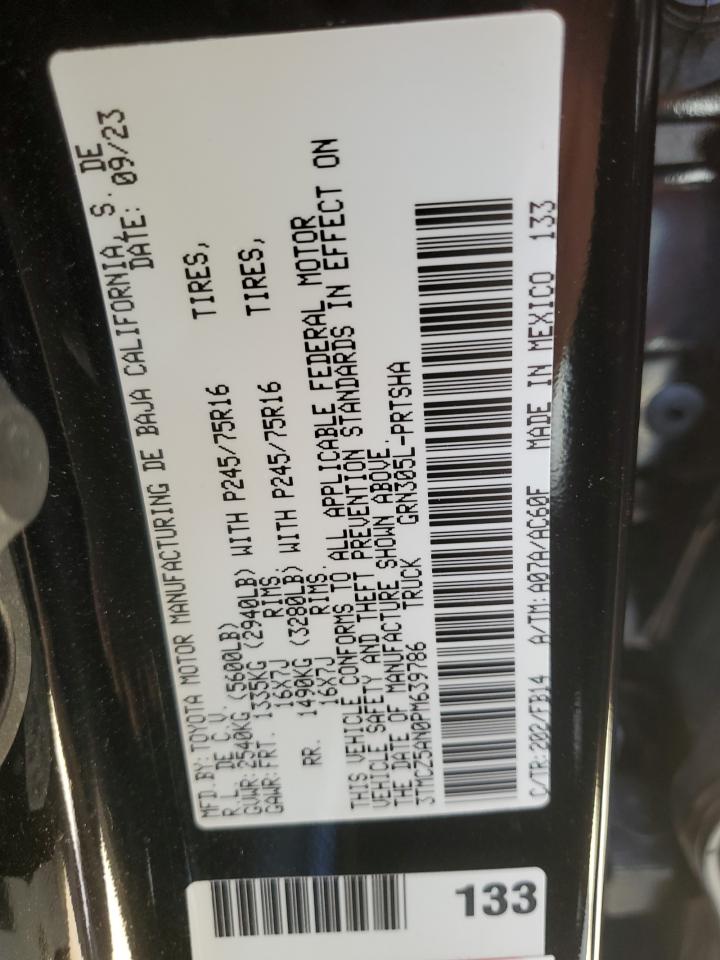 MFD.BY:TOYOTA MOTOR MANUFACTURING DE BAJA CALIFORNIA, S. DE
R.L. DE C.V. DATE: 09/23
GVWR:2540KG (5600LB)
GAWR:FRT. 1335KG (2940LB) WITH P245/75R16 TIRES,
16X7J RIMS.
RR. 1490KG (3280LB) WITH P245/75R16 TIRES,
16X7J RIMS.
THIS VEHICLE CONFORMS TO ALL APPLICABLE FEDERAL MOTOR
VEHICLE SAFETY AND THEFT PREVENTION STANDARDS IN EFFECT ON
THE DATE OF MANUFACTURE SHOWN ABOVE.
3TMCZ5AN0PM639786 TRUCK GRN305L-PRTSHA
C/TR:202/FB14 A/TM:A07A/AC60F MADE IN MEXICO 133
133